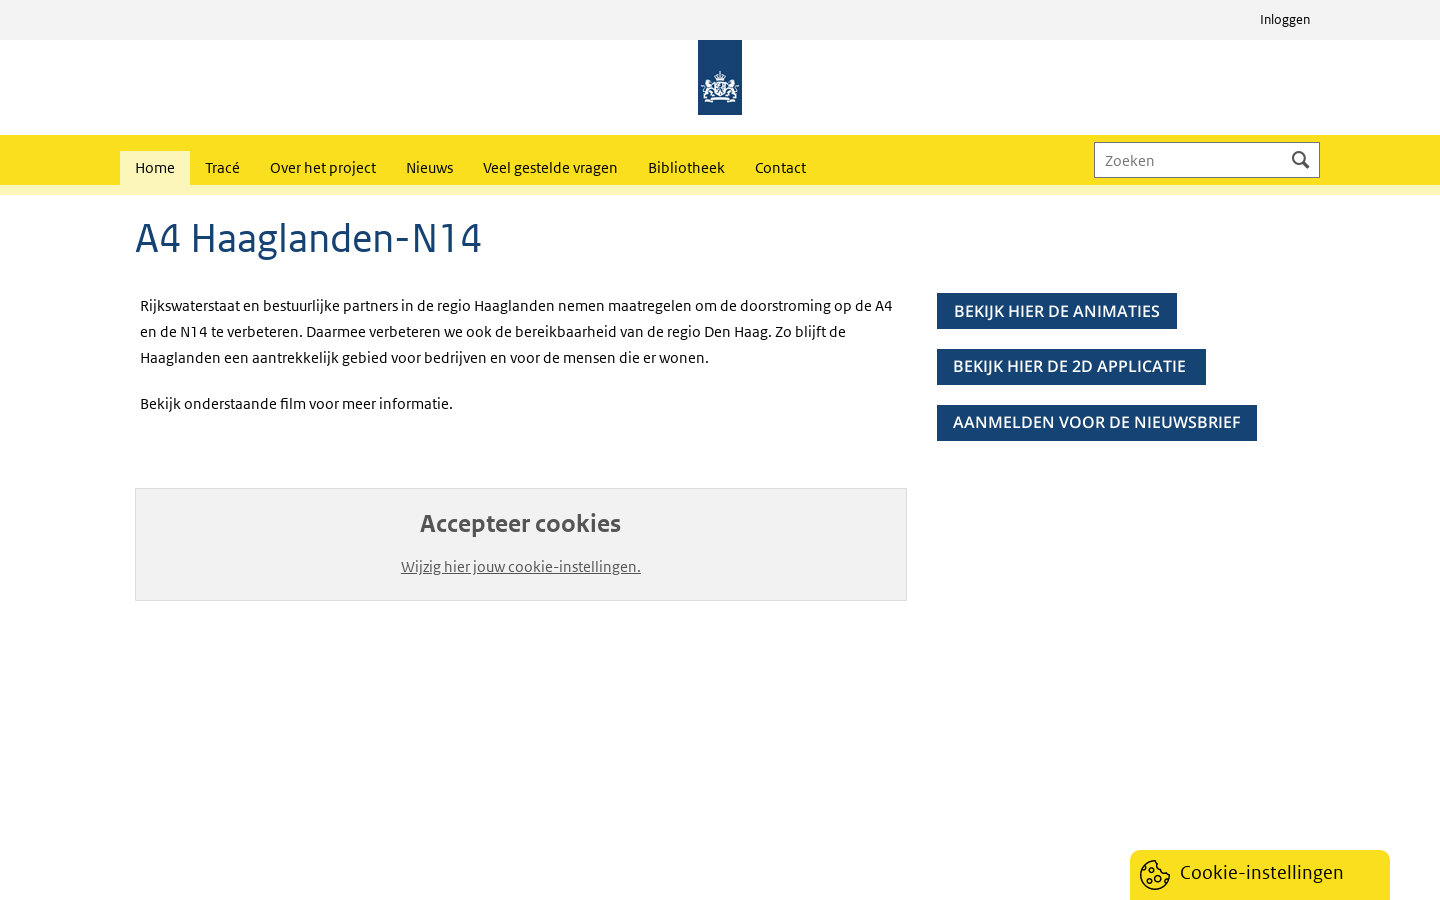 Inloggen
Home
Tracé
Over het project
Nieuws
Veel gestelde vragen
Bibliotheek
Contact
Zoeken
A4 Haaglanden-N14
Rijkswaterstaat en bestuurlijke partners in de regio Haaglanden nemen maatregelen om de doorstroming op de A4
en de N14 te verbeteren. Daarmee verbeteren we ook de bereikbaarheid van de regio Den Haag. Zo blijft de
Haaglanden een aantrekkelijk gebied voor bedrijven en voor de mensen die er wonen.
Bekijk onderstaande film voor meer informatie.
BEKIJK HIER DE ANIMATIES
BEKIJK HIER DE 2D APPLICATIE
AANMELDEN VOOR DE NIEUWSBRIEF
Accepteer cookies
Wijzig hier jouw cookie-instellingen.
Cookie-instellingen